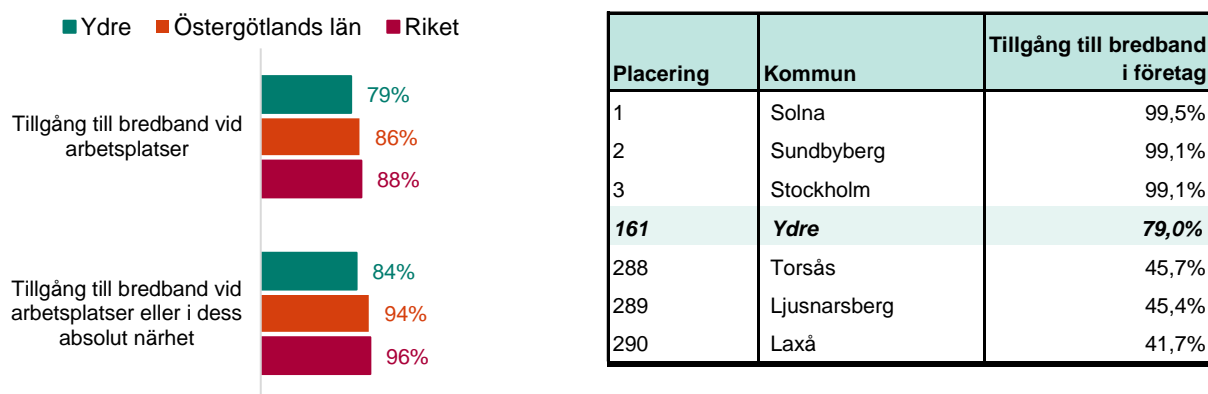 Ydre Östergötlands län Riket
Tillgång till bredband vid
arbetsplatser
79%
86%
88%
Tillgång till bredband vid
arbetsplatser eller i dess
absolut närhet
84%
94%
96%
Placering Kommun Tillgång till bredband
i företag
1 Solna 99,5%
2 Sundbyberg 99,1%
3 Stockholm 99,1%
161 Ydre 79,0%
288 Torsås 45,7%
289 Ljusnarsberg 45,4%
290 Laxå 41,7%